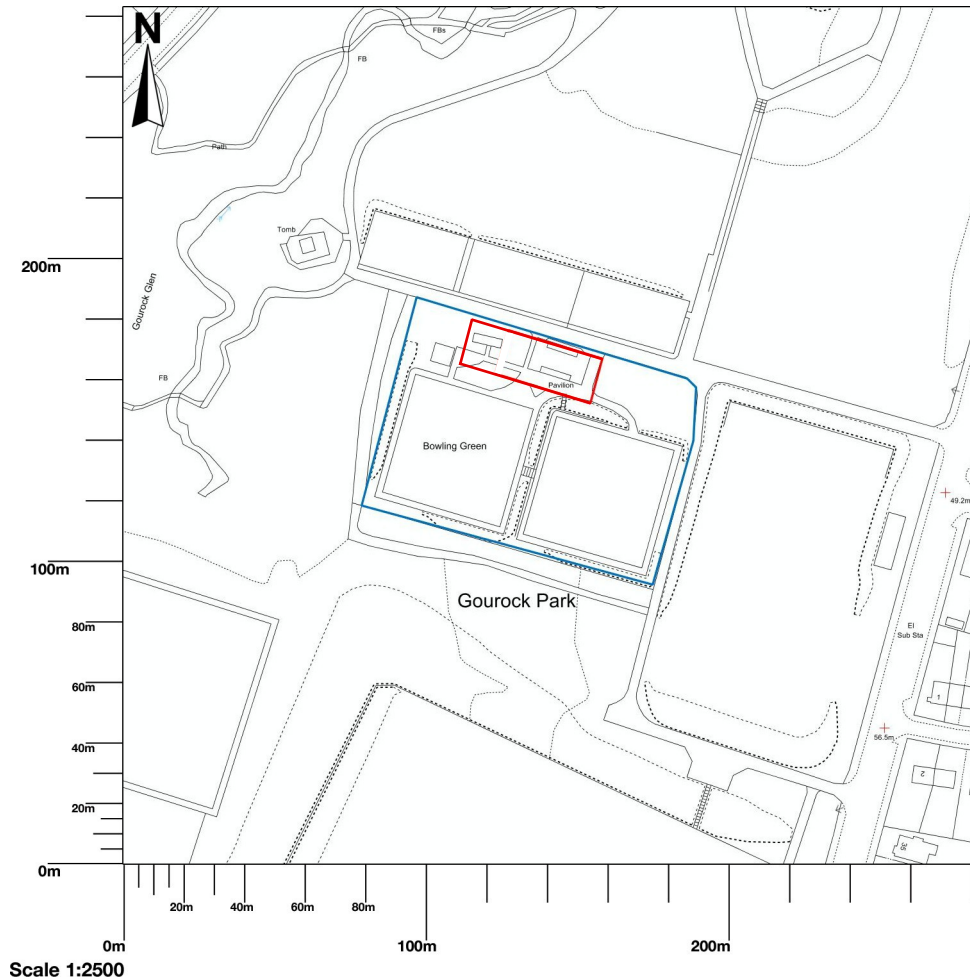 N
FBs
FB
Path
Tomb
200m
Gourock Glen
FB
Pavilion
Bowling Green
49.2m
100m
Gourock Park
80m
El
Sub Sta
60m
1
40m
56.5m
2
20m
36
0m
20m
40m
60m
80m
0m
100m
200m
Scale 1:2500